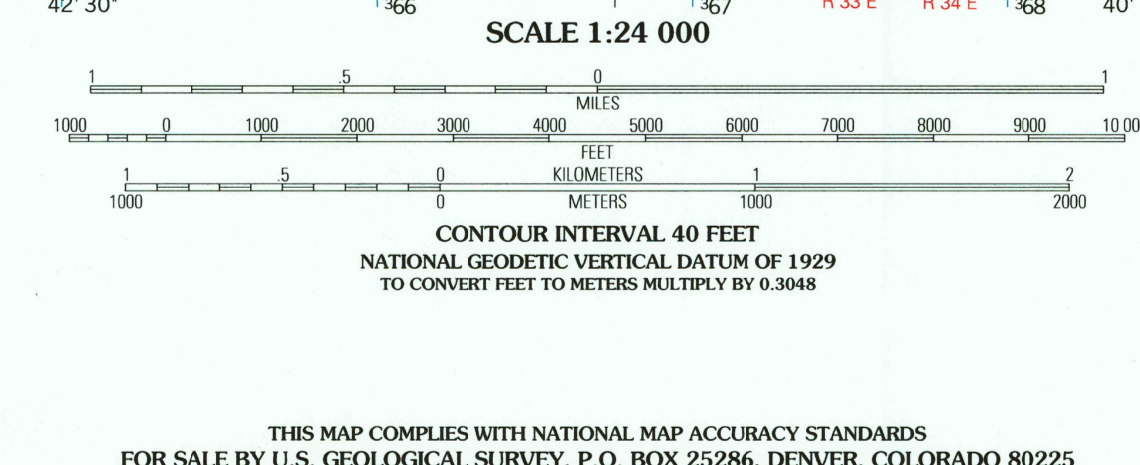 42' 30" 366 367 R 33 E R 34 E 368 40'
SCALE 1:24 000
1 .5 0 1
MILES
1000 0 1000 2000 3000 4000 5000 6000 7000 8000 9000 10 00
FEET
1 .5 0 KILOMETERS 1 2
1000 0 METERS 1000 2000
CONTOUR INTERVAL 40 FEET
NATIONAL GEODETIC VERTICAL DATUM OF 1929
TO CONVERT FEET TO METERS MULTIPLY BY 0.3048
THIS MAP COMPLIES WITH NATIONAL MAP ACCURACY STANDARDS
FOR SALE BY U.S. GEOLOGICAL SURVEY, P.O. BOX 25286, DENVER, COLORADO 80225